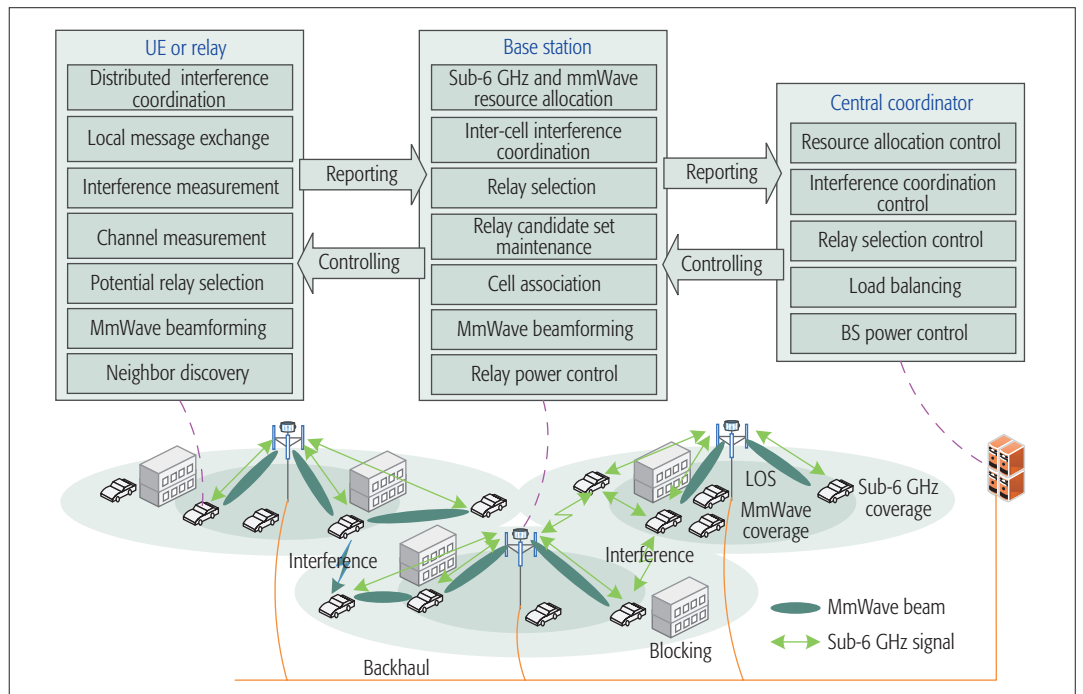 UE or relay
Distributed interference
coordination
Local message exchange
Interference measurement
Channel measurement
Potential relay selection
MmWave beamforming
Neighbor discovery
Reporting
Controlling
Base station
Sub-6 GHz and mmWave
resource allocation
Inter-cell interference
coordination
Relay selection
Relay candidate set
maintenance
Cell association
MmWave beamforming
Relay power control
Reporting
Controlling
Central coordinator
Resource allocation control
Interference coordination
control
Relay selection control
Load balancing
BS power control
LOS
MmWave
coverage
Sub-6 GHz
coverage
Interference
Interference
Blocking
MmWave beam
Sub-6 GHz signal
Backhaul